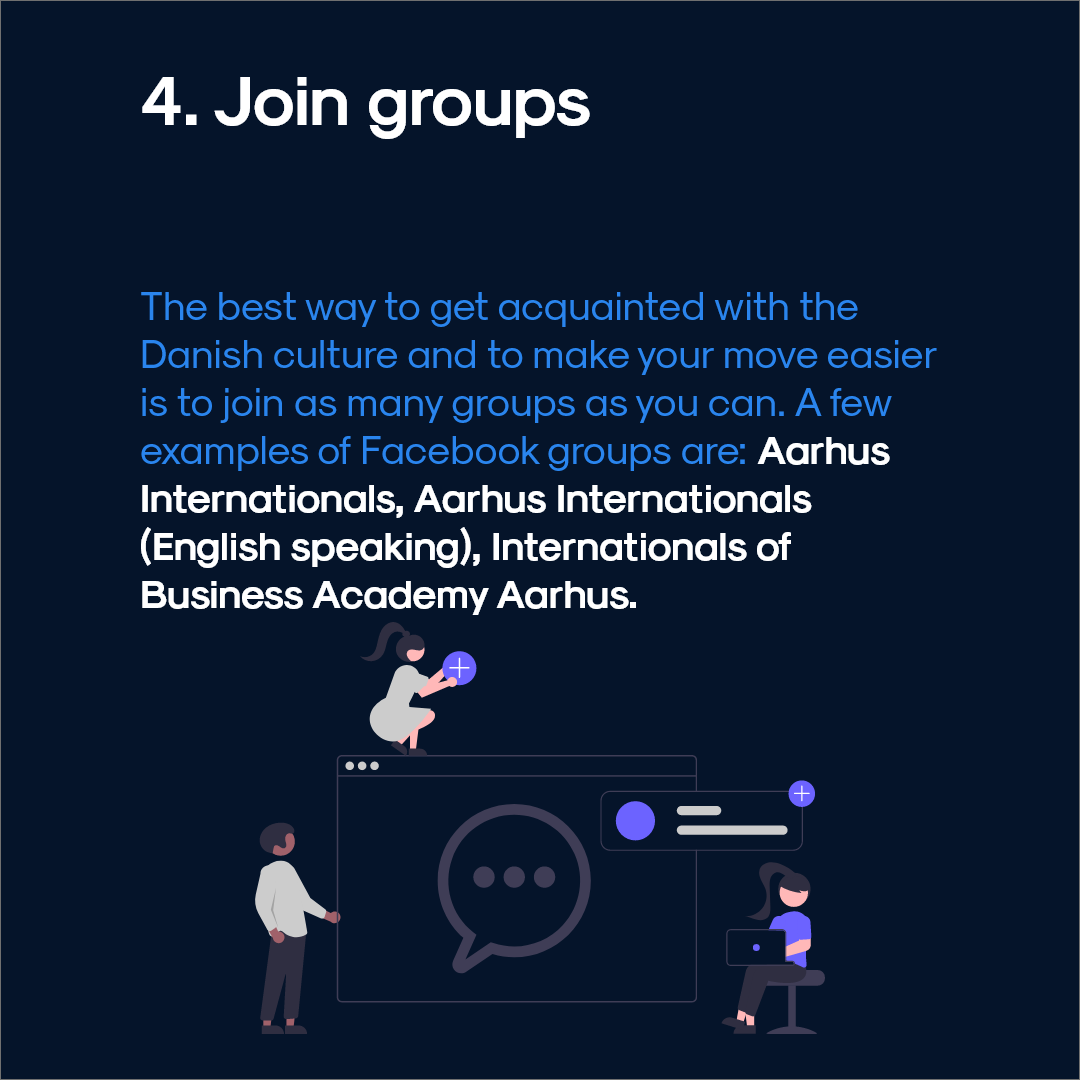 4. Join groups
The best way to get acquainted with the
Danish culture and to make your move easier
is to join as many groups as you can. A few
examples of Facebook groups are: Aarhus
Internationals, Aarhus Internationals
(English speaking), Internationals of
Business Academy Aarhus.